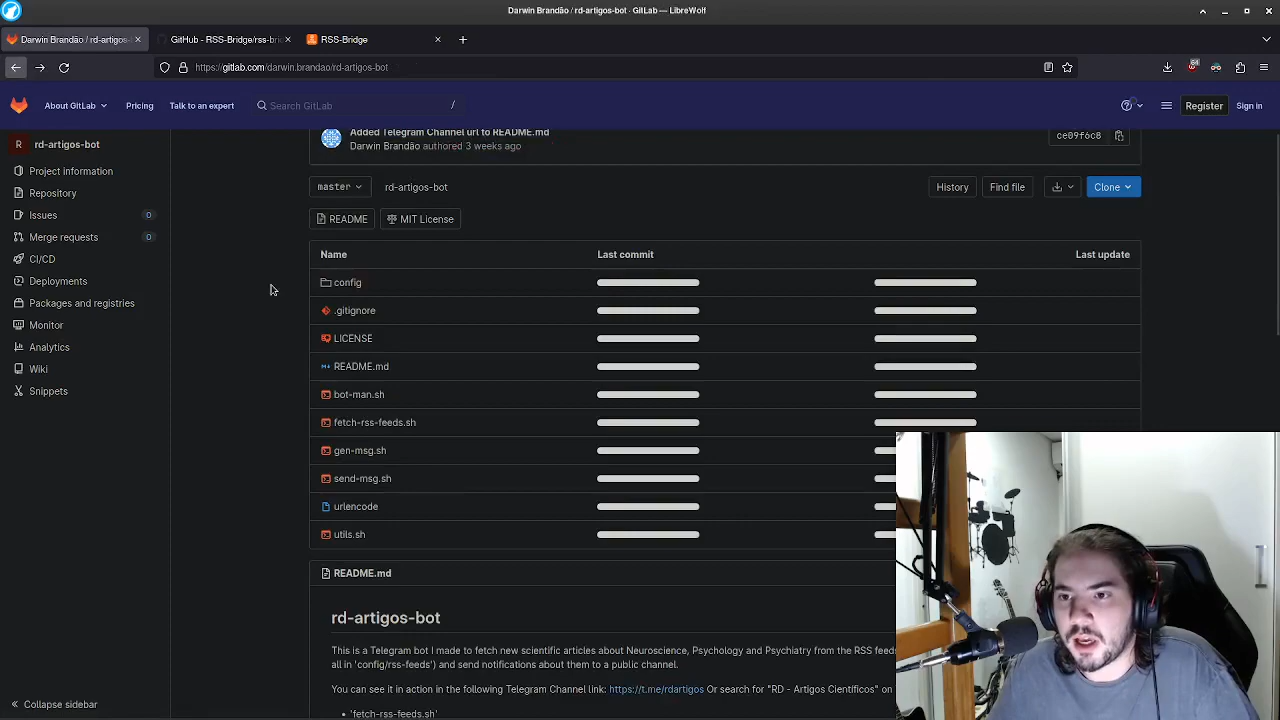 Darwin Brandão / rd-artigos-bot · GitLab — LibreWolf
Darwin Brandão / rd-artigos-bot
GitHub - RSS-Bridge/rss-bri
RSS-Bridge
https://gitlab.com/darwin.brandao/rd-artigos-bot
64
About GitLab
Pricing
Talk to an expert
Search GitLab
/
Register
Sign in
R rd-artigos-bot
Project information
Repository
Issues 0
Merge requests 0
CI/CD
Deployments
Packages and registries
Monitor
Analytics
Wiki
Snippets
Collapse sidebar
Added Telegram Channel url to README.md
Darwin Brandão authored 3 weeks ago
ce09f6c8
master
rd-artigos-bot
History
Find file
Clone
README
MIT License
Name Last commit Last update
config
.gitignore
LICENSE
README.md
bot-man.sh
fetch-rss-feeds.sh
gen-msg.sh
send-msg.sh
urlencode
utils.sh
README.md
rd-artigos-bot
This is a Telegram bot I made to fetch new scientific articles about Neuroscience, Psychology and Psychiatry from the RSS feeds
all in 'config/rss-feeds') and send notifications about them to a public channel.
You can see it in action in the following Telegram Channel link: https://t.me/rdartigos Or search for "RD - Artigos Científicos" on
• 'fetch-rss-feeds.sh'